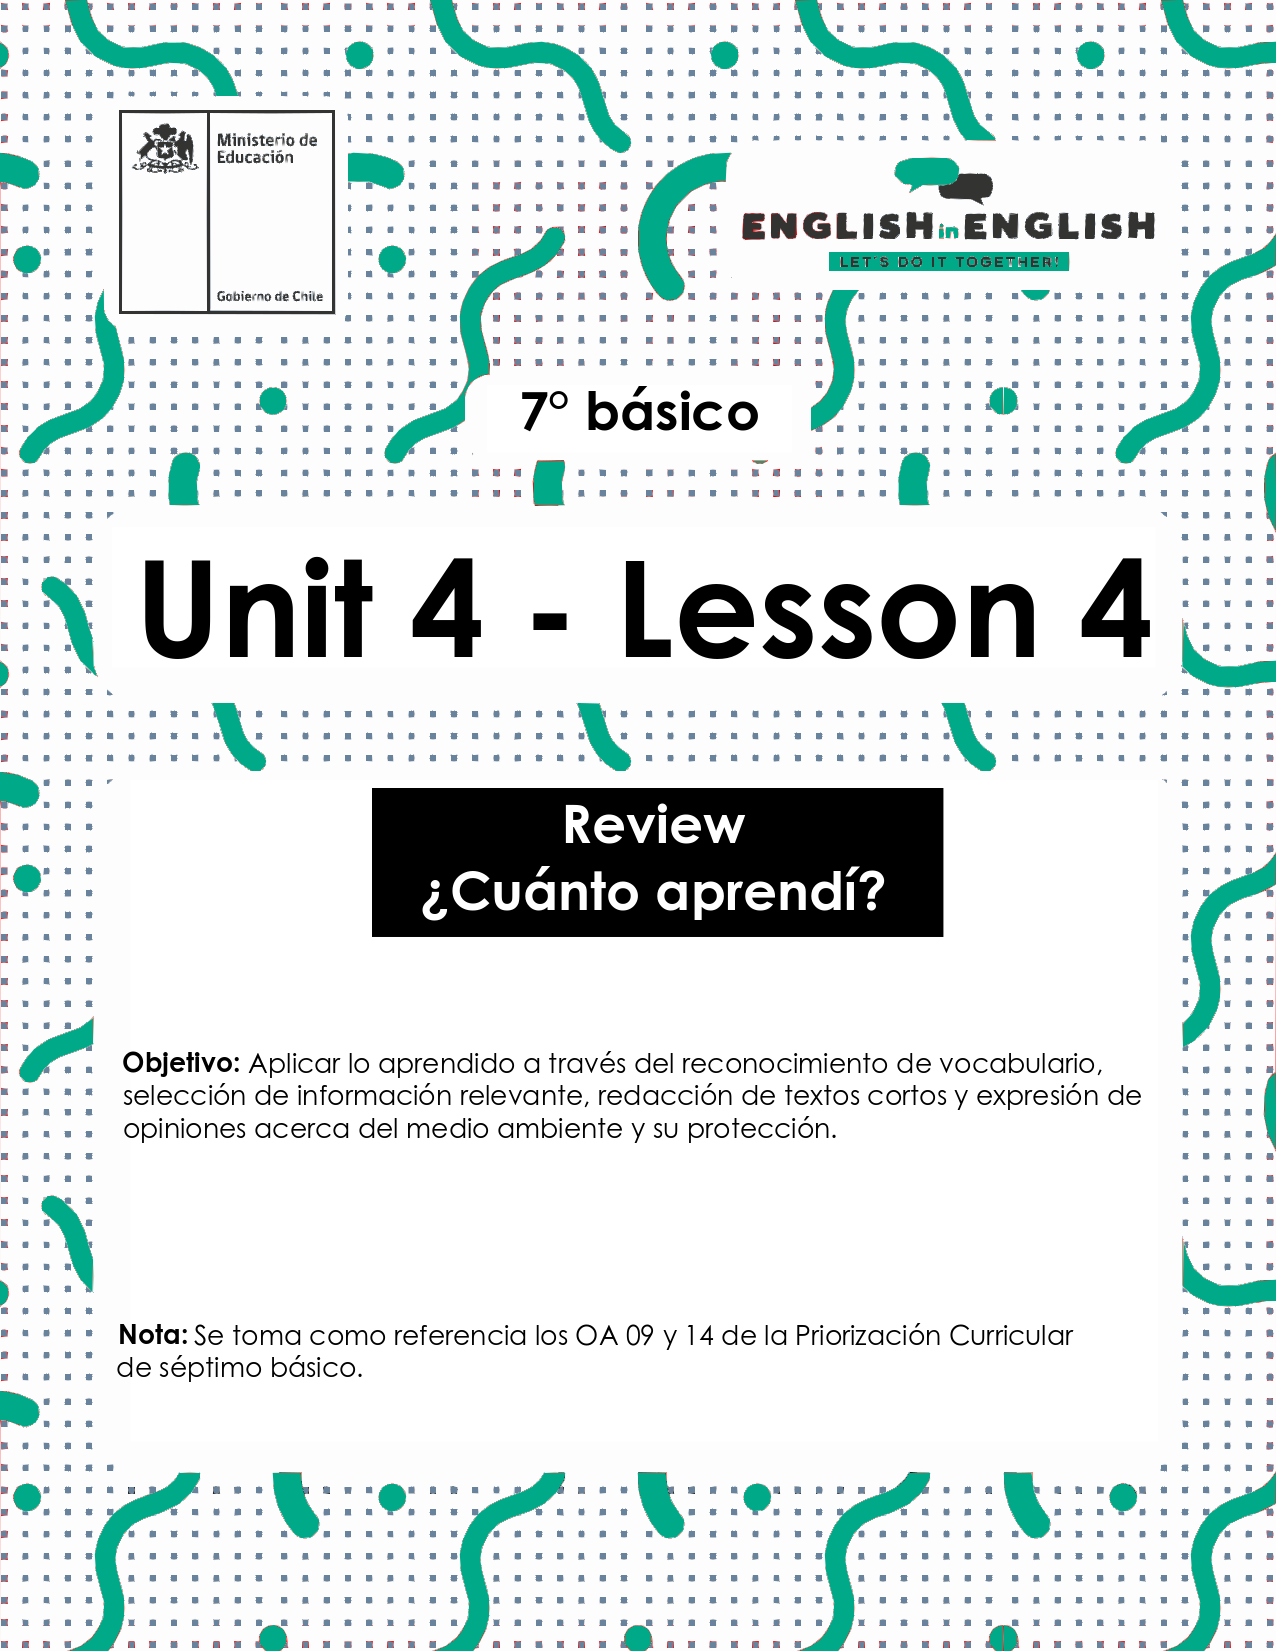 Ministerio de
Educación
Gobierno de Chile
ENGLISH in ENGLISH
LET'S DO IT TOGETHER!
7° básico
Unit 4 - Lesson 4
Review
¿Cuánto aprendí?
Objetivo: Aplicar lo aprendido a través del reconocimiento de vocabulario,
selección de información relevante, redacción de textos cortos y expresión de
opiniones acerca del medio ambiente y su protección.
Nota: Se toma como referencia los OA 09 y 14 de la Priorización Curricular
de séptimo básico.